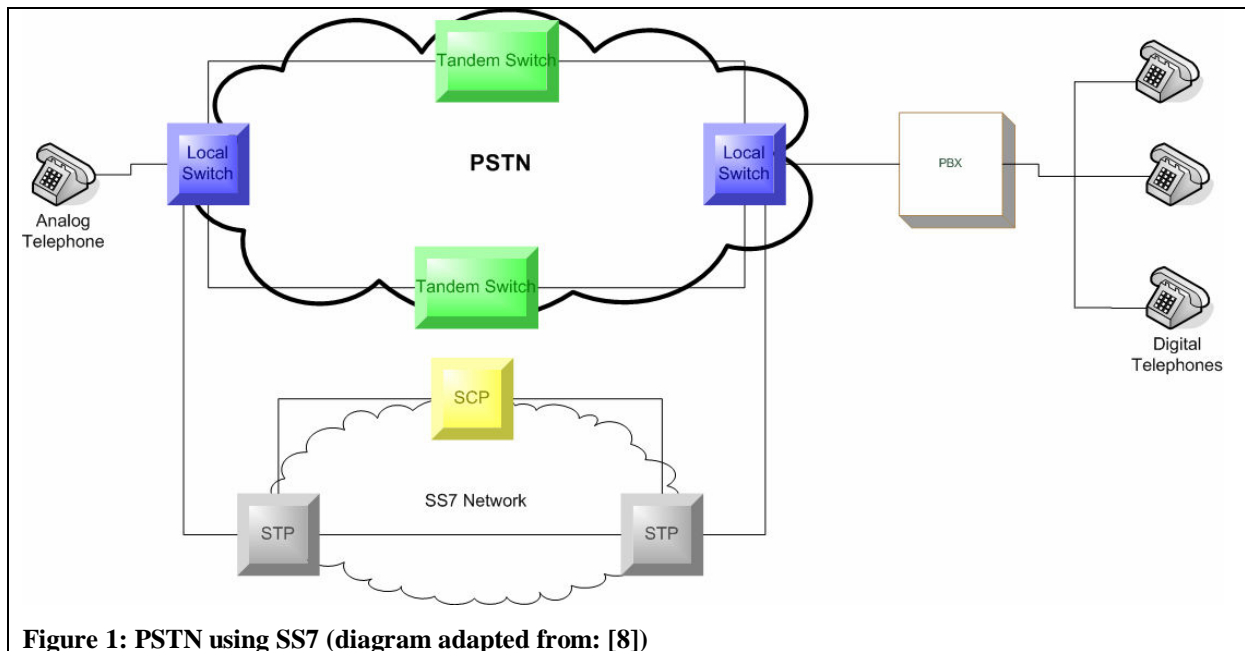 Tandem Switch
Local
Switch
PSTN
Local
Switch
PBX
Analog
Telephone
Tandem Switch
Digital
Telephones
SCP
SS7 Network
STP
STP
Figure 1: PSTN using SS7 (diagram adapted from: [8])